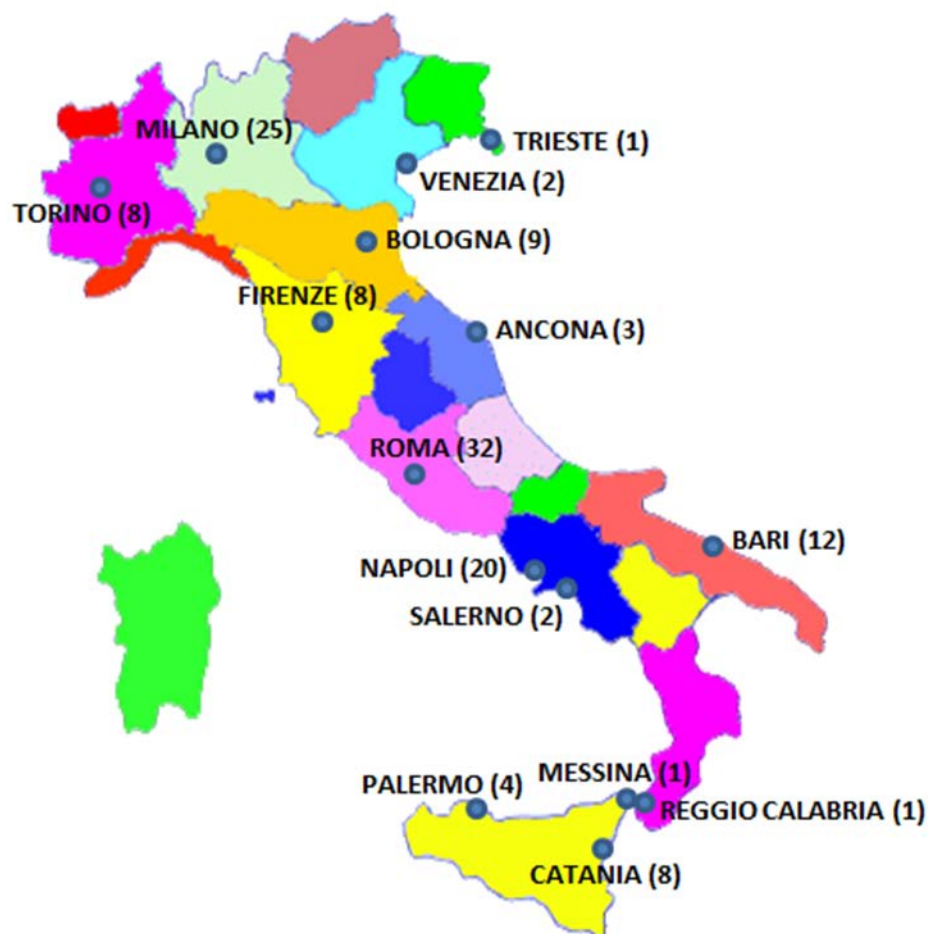 MILANO (25)
TRIESTE (1)
VENEZIA (2)
TORINO (8)
BOLOGNA (9)
FIRENZE (8)
ANCONA (3)
ROMA (32)
BARI (12)
NAPOLI (20)
SALERNO (2)
MESSINA (1)
PALERMO (4)
REGGIO CALABRIA (1)
CATANIA (8)